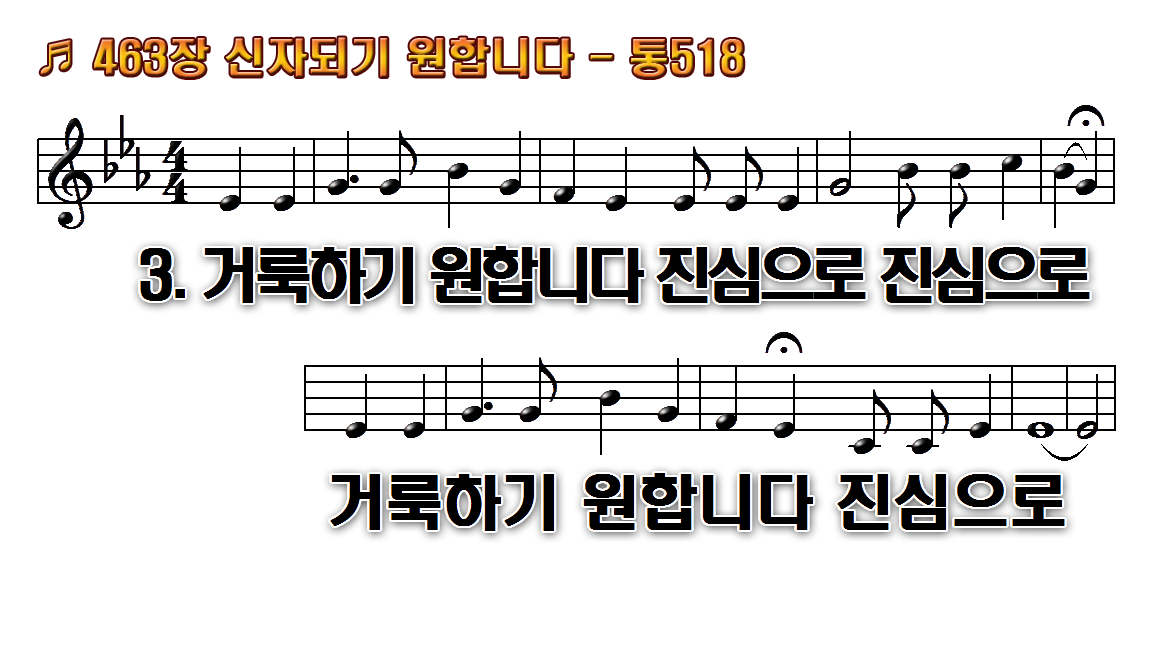 ♬ 463장 신자되기 원합니다 - 통518
4
4
3. 거룩하기 원합니다 진심으로 진심으로
거룩하기 원합니다 진심으로